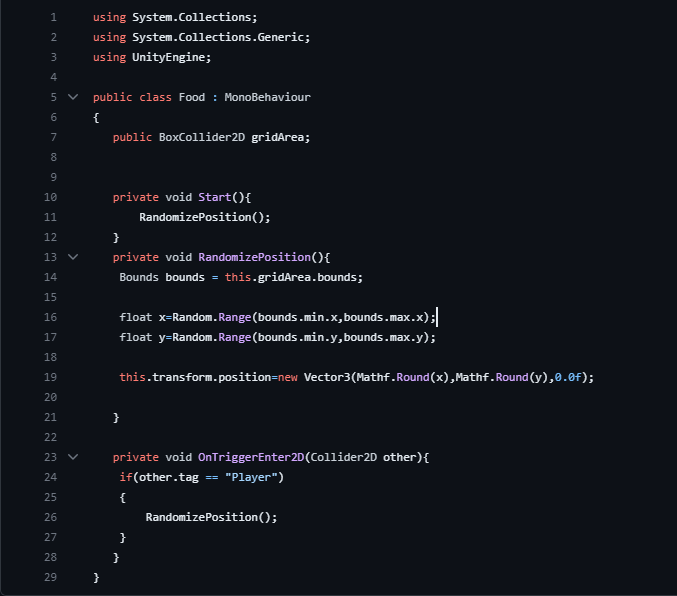 1 using System.Collections;
2 using System.Collections.Generic;
3 using UnityEngine;
4
5 public class Food : MonoBehaviour
6 {
7 public BoxCollider2D gridArea;
8
9
10 private void Start(){
11 RandomizePosition();
12 }
13 private void RandomizePosition(){
14 Bounds bounds = this.gridArea.bounds;
15
16 float x=Random.Range(bounds.min.x,bounds.max.x);
17 float y=Random.Range(bounds.min.y,bounds.max.y);
18
19 this.transform.position=new Vector3(Mathf.Round(x),Mathf.Round(y),0.0f);
20
21 }
22
23 private void OnTriggerEnter2D(Collider2D other){
24 if(other.tag == "Player")
25 {
26 RandomizePosition();
27 }
28 }
29 }